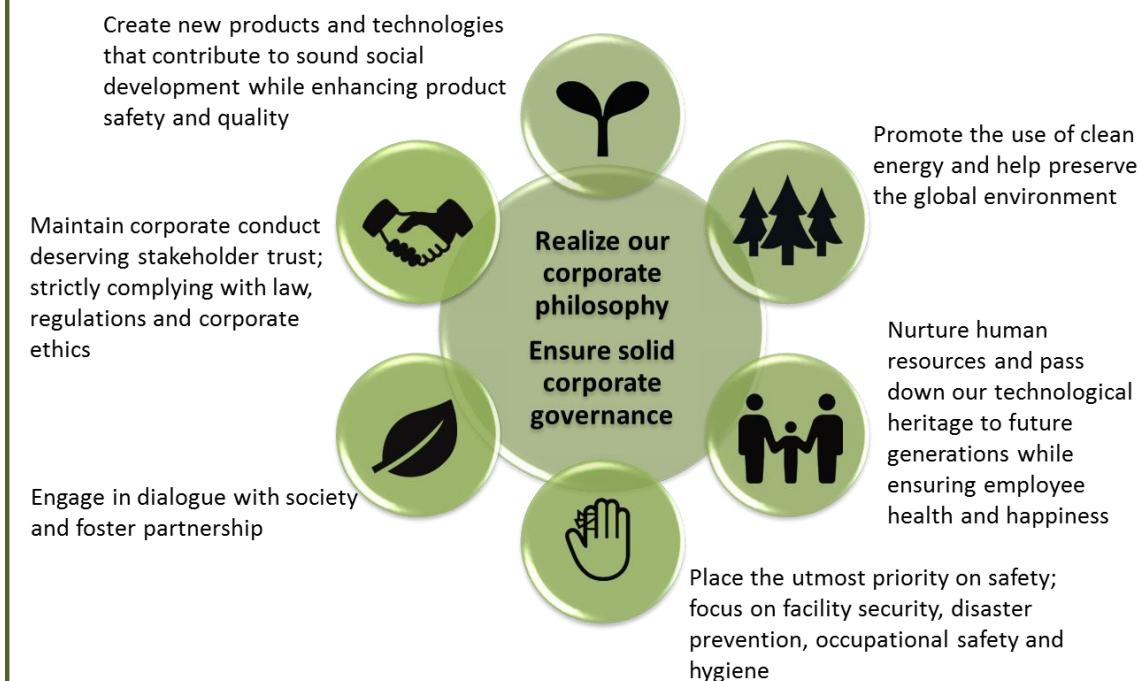 Create new products and technologies
that contribute to sound social
development while enhancing product
safety and quality
Promote the use of clean
energy and help preserve
the global environment
Maintain corporate conduct
deserving stakeholder trust;
strictly complying with law,
regulations and corporate
ethics
Realize our
corporate
philosophy
Ensure solid
corporate
governance
Nurture human
resources and pass
down our technological
heritage to future
generations while
ensuring employee
health and happiness
Engage in dialogue with society
and foster partnership
Place the utmost priority on safety;
focus on facility security, disaster
prevention, occupational safety and
hygiene